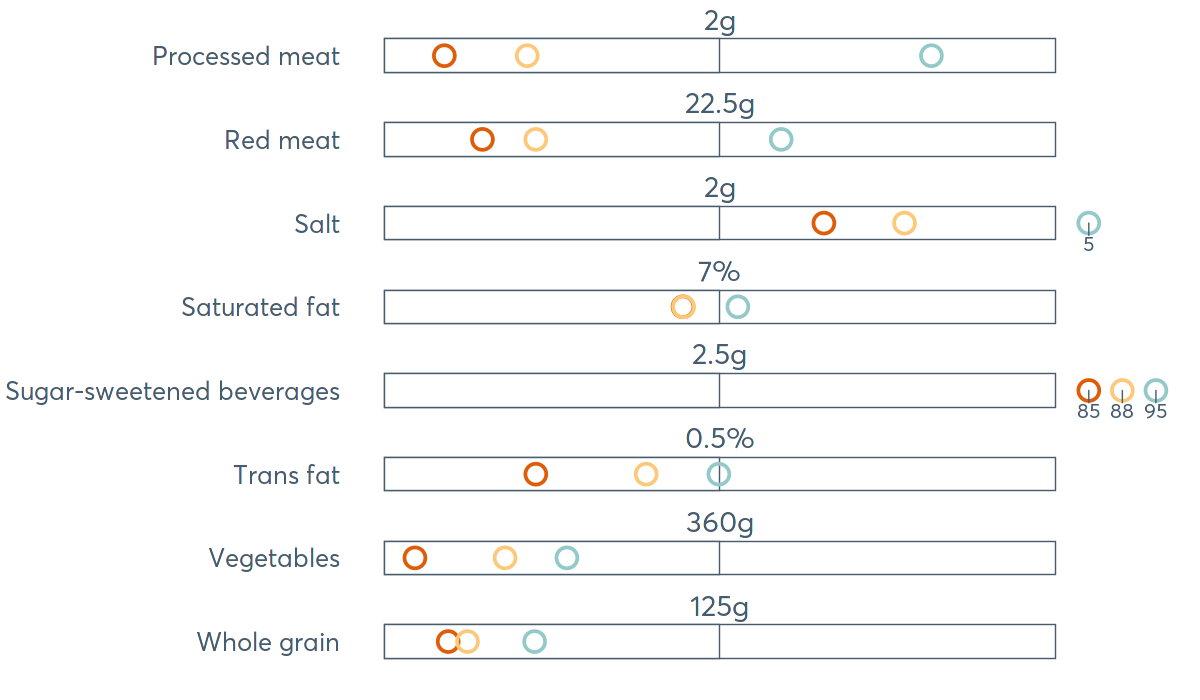 2g
Processed meat
22.5g
Red meat
2g
Salt
5
7%
Saturated fat
2.5g
Sugar-sweetened beverages
85 88 95
0.5%
Trans fat
360g
Vegetables
125g
Whole grain